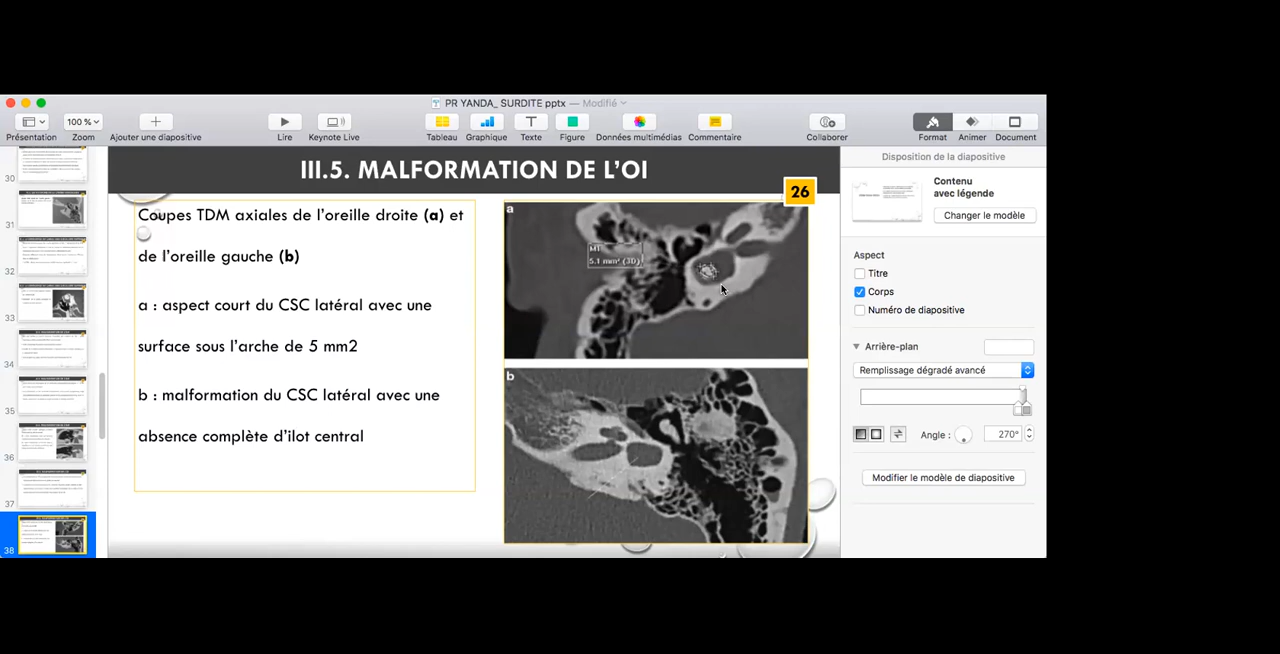 PR YANDA_ SURDITE pptx — Modifié
100 %
Présentation
Zoom
Ajouter une diapositive
Lire
Keynote Live
Tableau
Graphique
Texte
Figure
Données multimédias
Commentaire
Collaborer
Format
Animer
Document
30
31
32
33
34
35
36
37
38
III.5. MALFORMATION DE L'OI
26
Coupes TDM axiales de l'oreille droite (a) et
de l'oreille gauche (b)
a : aspect court du CSC latéral avec une
surface sous l'arche de 5 mm2
b : malformation du CSC latéral avec une
absence complète d'ilot central
a
MT
5.1 mm² (3D)
b
Disposition de la diapositive
Contenu
avec légende
Changer le modèle
Aspect
Titre
Corps
Numéro de diapositive
Arrière-plan
Remplissage dégradé avancé
Angle :
270°
Modifier le modèle de diapositive